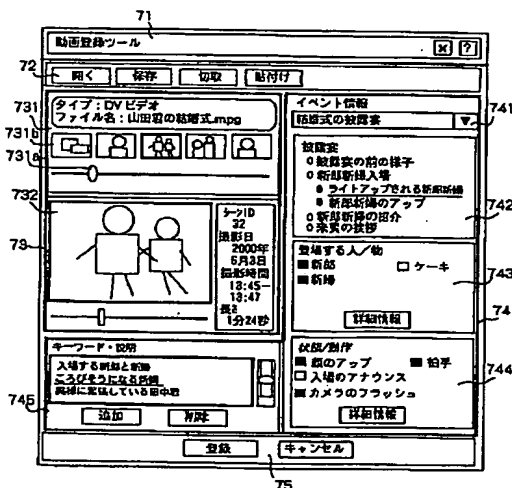 71
動画登録ツール
× ?
72
開く 保存 切取 貼付け
731
タイプ：DVビデオ
ファイル名：山田君の結婚式.mpg
731b
731a
732
73
シーンID
32
撮影日
2000年
6月3日
撮影時間
13:45―
13:47
長さ
1分24秒
キーワード・説明
入場する新郎と新婦
ころびそうになる新婦
異様に緊張している田中君
745
追加 削除
イベント情報
結婚式の披露宴
741
披露宴
披露宴の前の様子
新郎新婦入場
ライトアップされる新郎新婦
新郎新婦のアップ
新郎新婦の紹介
来賓の挨拶
742
登場する人/物
新郎 ケーキ
新婦
743
詳細情報
74
状態/動作
顔のアップ 拍手
入場のアナウンス
カメラのフラッシュ
744
詳細情報
登録 キャンセル
75